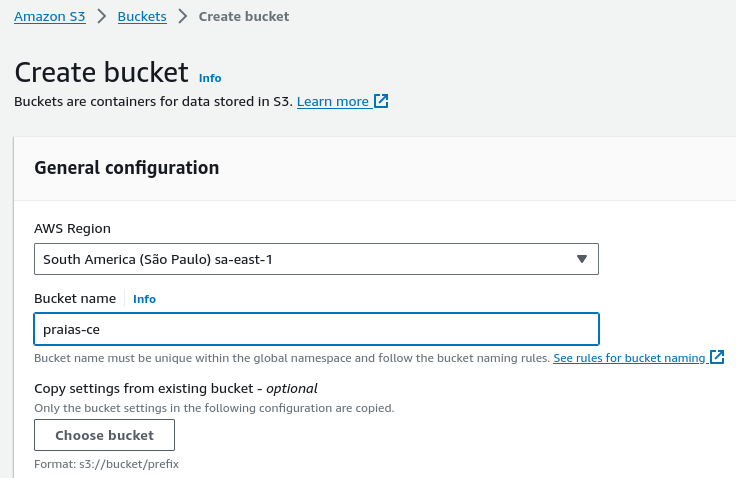 Amazon S3 > Buckets > Create bucket
Create bucket Info
Buckets are containers for data stored in S3. Learn more
General configuration
AWS Region
South America (São Paulo) sa-east-1
Bucket name Info
praias-ce
Bucket name must be unique within the global namespace and follow the bucket naming rules. See rules for bucket naming
Copy settings from existing bucket - optional
Only the bucket settings in the following configuration are copied.
Choose bucket
Format: s3://bucket/prefix